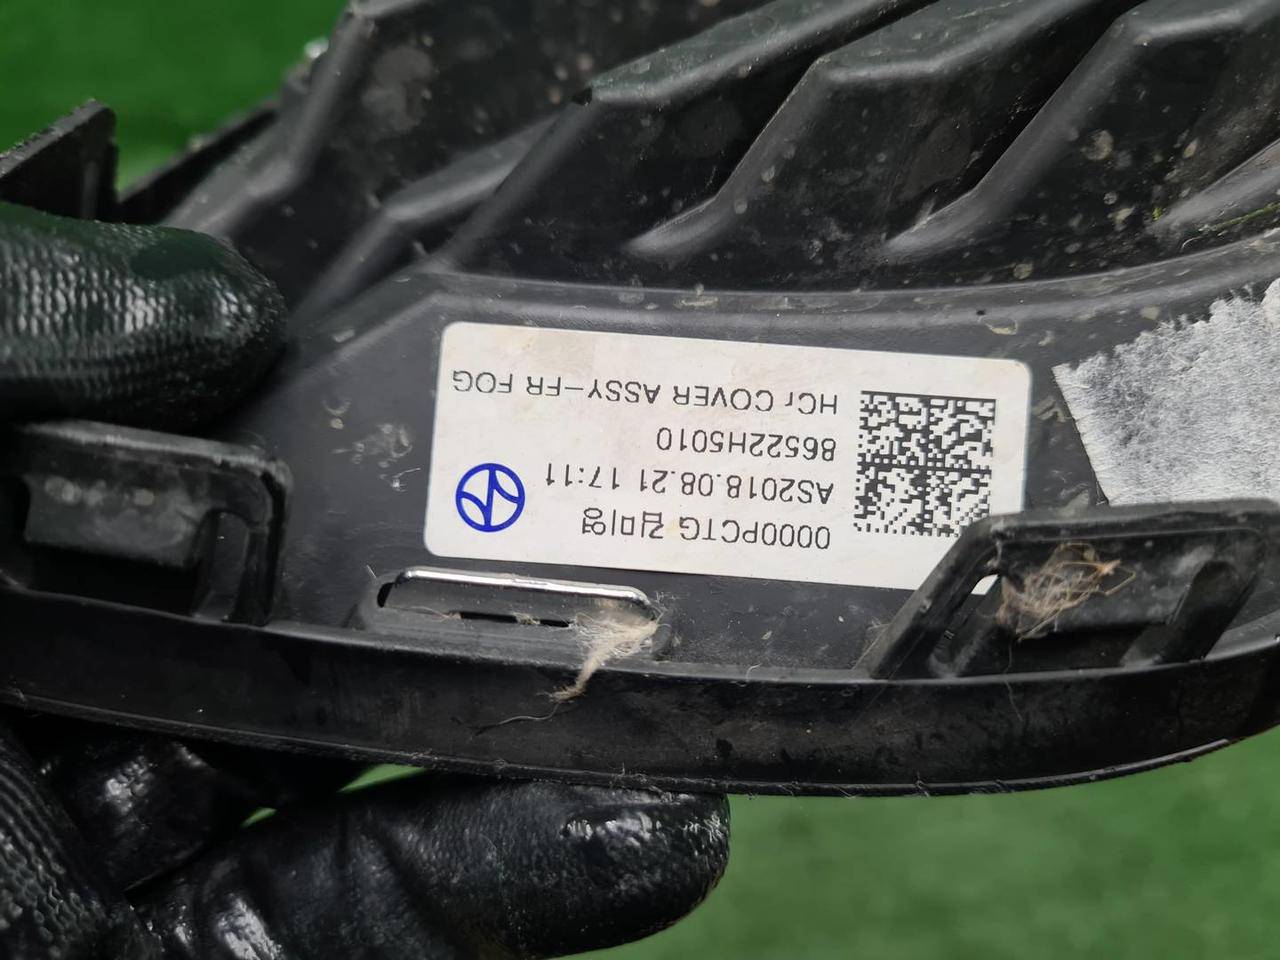 HCr COVER ASSY-FR FOG
86522H5010
AS2018.08.21 17:11
0000PCTG 김미영